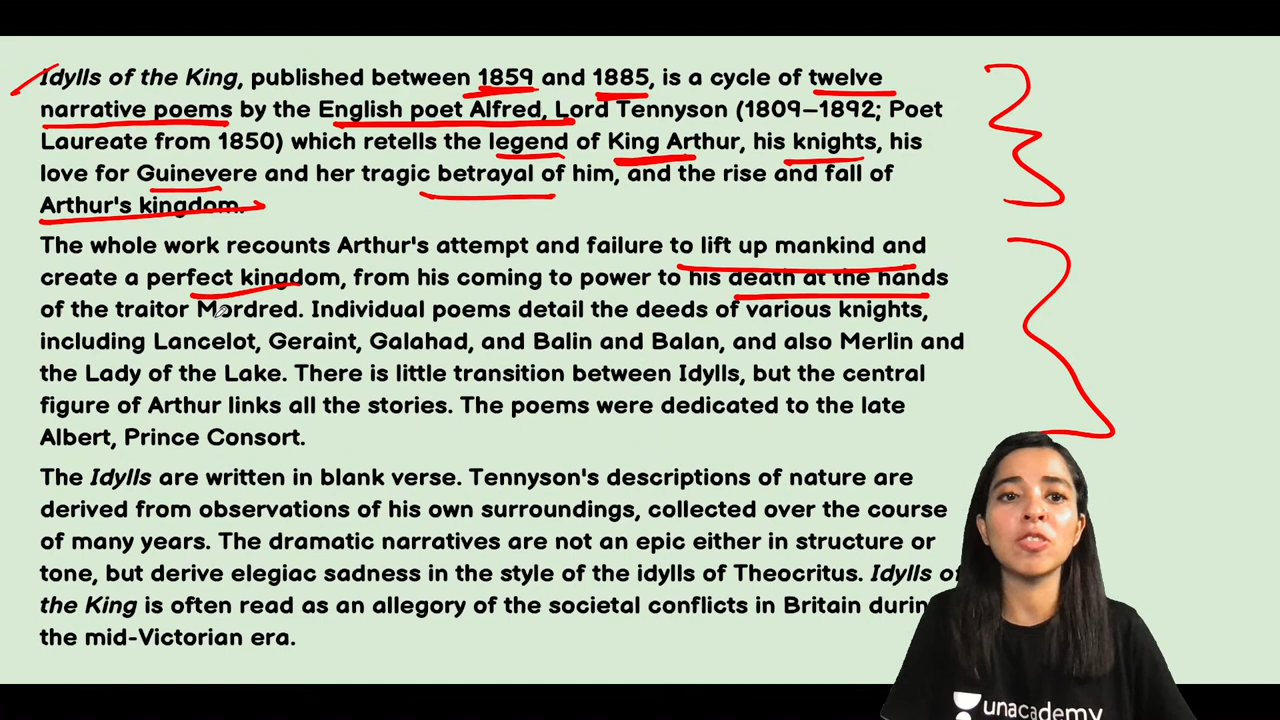 Idylls of the King, published between 1859 and 1885, is a cycle of twelve
narrative poems by the English poet Alfred, Lord Tennyson (1809–1892; Poet
Laureate from 1850) which retells the legend of King Arthur, his knights, his
love for Guinevere and her tragic betrayal of him, and the rise and fall of
Arthur's kingdom.
The whole work recounts Arthur's attempt and failure to lift up mankind and
create a perfect kingdom, from his coming to power to his death at the hands
of the traitor Mordred. Individual poems detail the deeds of various knights,
including Lancelot, Geraint, Galahad, and Balin and Balan, and also Merlin and
the Lady of the Lake. There is little transition between Idylls, but the central
figure of Arthur links all the stories. The poems were dedicated to the late
Albert, Prince Consort.
The Idylls are written in blank verse. Tennyson's descriptions of nature are
derived from observations of his own surroundings, collected over the course
of many years. The dramatic narratives are not an epic either in structure or
tone, but derive elegiac sadness in the style of the idylls of Theocritus. Idylls of
the King is often read as an allegory of the societal conflicts in Britain durin
the mid-Victorian era.
unacademy